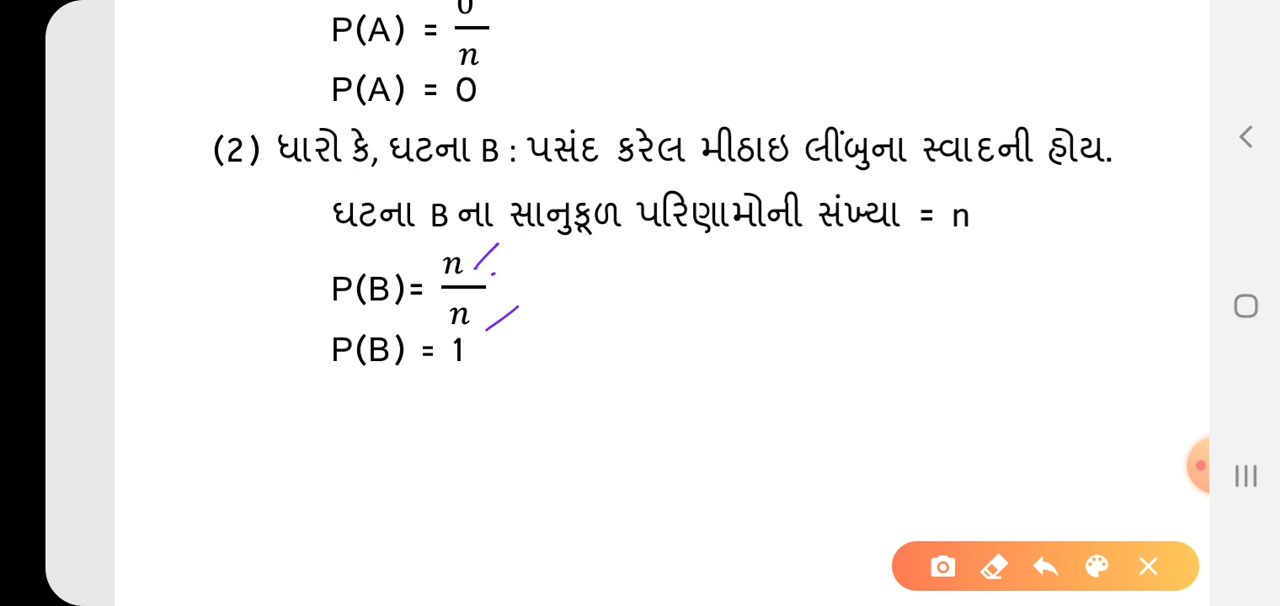 P(A) = 0/n
P(A) = 0
(2) ધારો કે, ઘટના B : પસંદ કરેલ મીઠાઇ લીંબુના સ્વાદની હોય.
ઘટના B ના સાનુકૂળ પરિણામોની સંખ્યા = n
P(B)= n/n
P(B) = 1